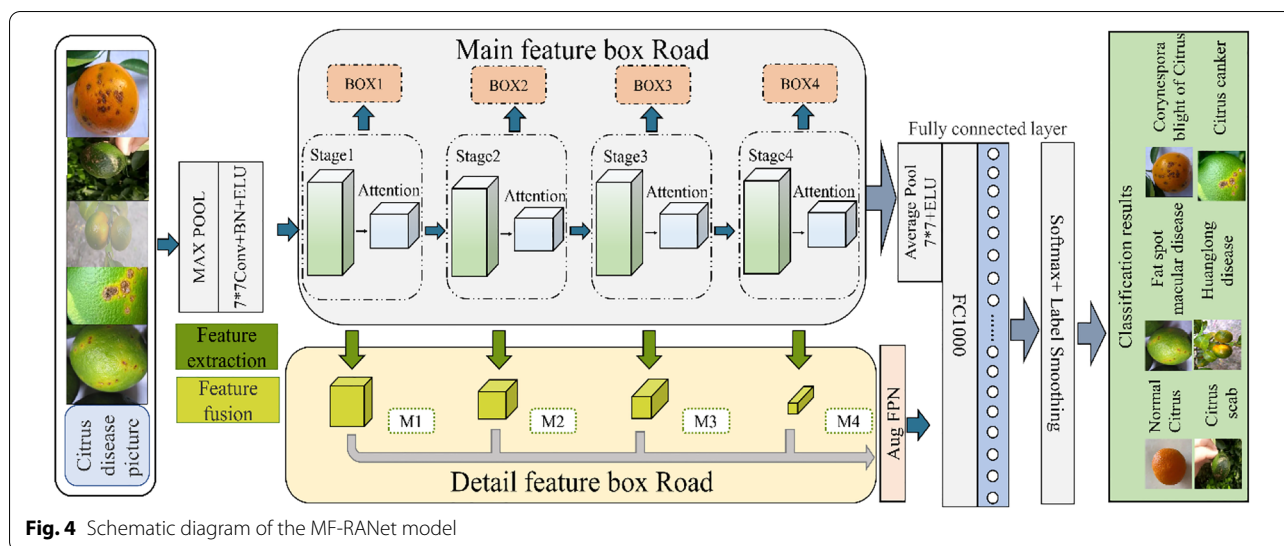 Citrus
disease
picture
MAX POOL
7*7Conv+BN+ELU
Feature
extraction
Feature
fusion
Main feature box Road
BOX1
BOX2
BOX3
BOX4
Stage1
Attention
Stage2
Attention
Stage3
Attention
Stage4
Attention
M1
M2
M3
M4
Detail feature box Road
Aug FPN
Fully connected layer
Average Pool
7*7+ELU
FC1000
......
Softmax+ Label Smoothing
Classification results
Corynespora
blight of Citrus
Citrus canker
Fat spot
macular disease
Huanglong
disease
Normal
Citrus
Citrus
scab
Fig. 4 Schematic diagram of the MF-RANet model